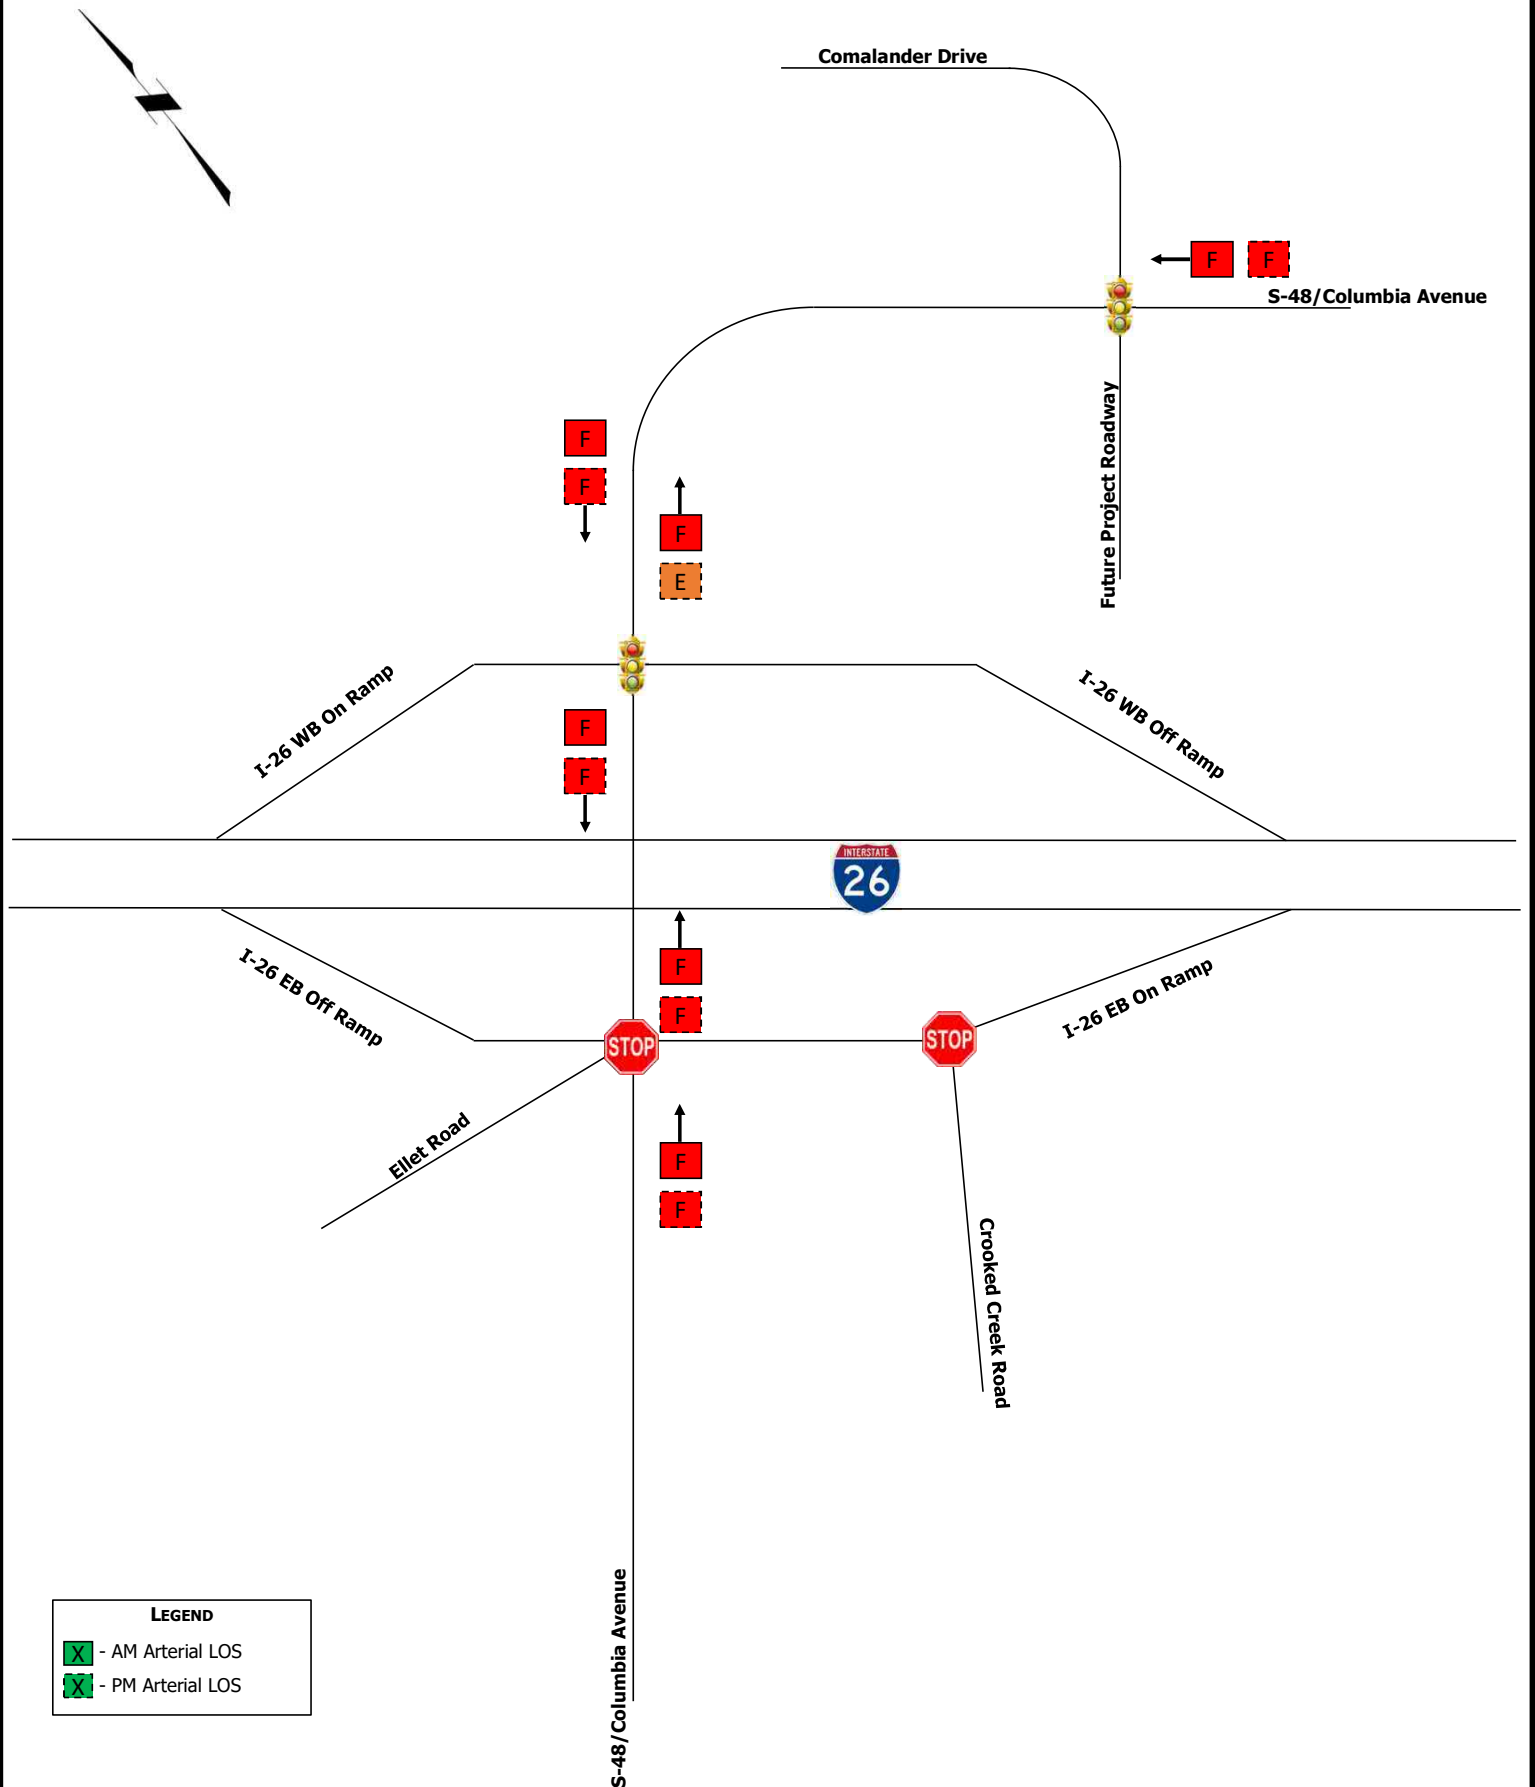 Comalander Drive
F F
S-48/Columbia Avenue
Future Project Roadway
F
F
F
E
I-26 WB On Ramp
I-26 WB Off Ramp
F
F
INTERSTATE
26
F
F
I-26 EB Off Ramp
I-26 EB On Ramp
STOP
STOP
Ellet Road
F
F
Crooked Creek Road
S-48/Columbia Avenue
LEGEND
X - AM Arterial LOS
X - PM Arterial LOS